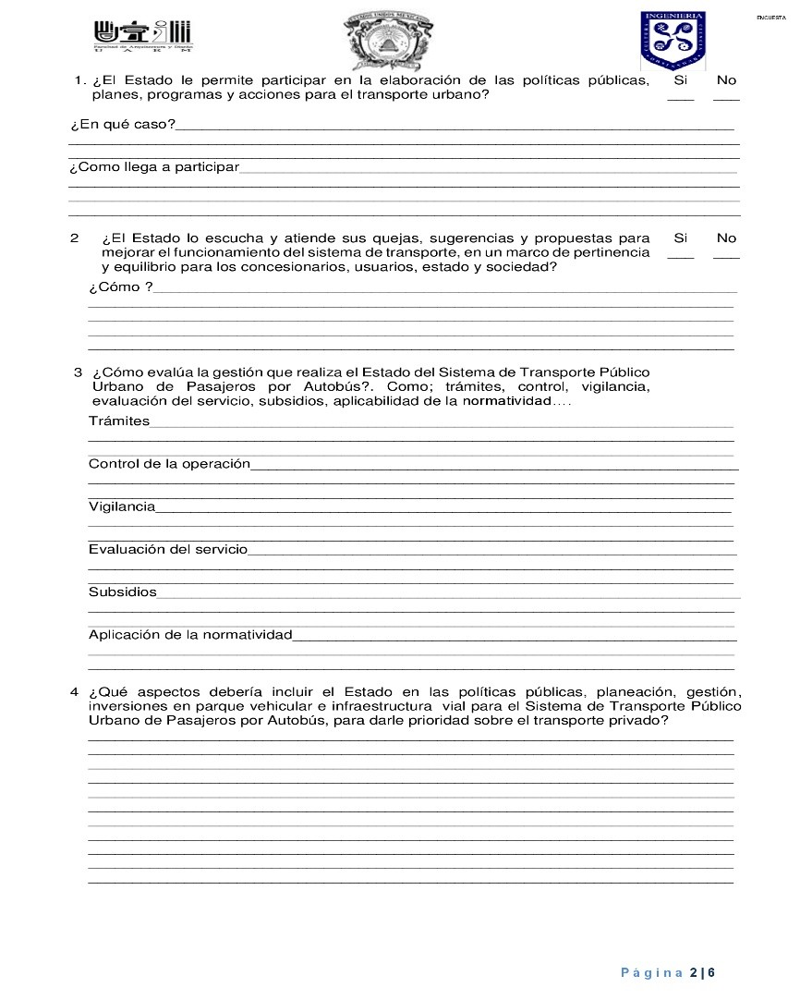 ENCUESTA
INGENIERIA
U A E M
1. ¿El Estado le permite participar en la elaboración de las políticas públicas, Si No
planes, programas y acciones para el transporte urbano? ___ ___
¿En qué caso?
¿Como llega a participar
2 ¿El Estado lo escucha y atiende sus quejas, sugerencias y propuestas para Si No
mejorar el funcionamiento del sistema de transporte, en un marco de pertinencia ___ ___
y equilibrio para los concesionarios, usuarios, estado y sociedad?
¿Cómo ?
3 ¿Cómo evalúa la gestión que realiza el Estado del Sistema de Transporte Público
Urbano de Pasajeros por Autobús?. Como; trámites, control, vigilancia,
evaluación del servicio, subsidios, aplicabilidad de la normatividad….
Trámites
Control de la operación
Vigilancia
Evaluación del servicio
Subsidios
Aplicación de la normatividad
4 ¿Qué aspectos debería incluir el Estado en las políticas públicas, planeación, gestión,
inversiones en parque vehicular e infraestructura vial para el Sistema de Transporte Público
Urbano de Pasajeros por Autobús, para darle prioridad sobre el transporte privado?
Página 2|6